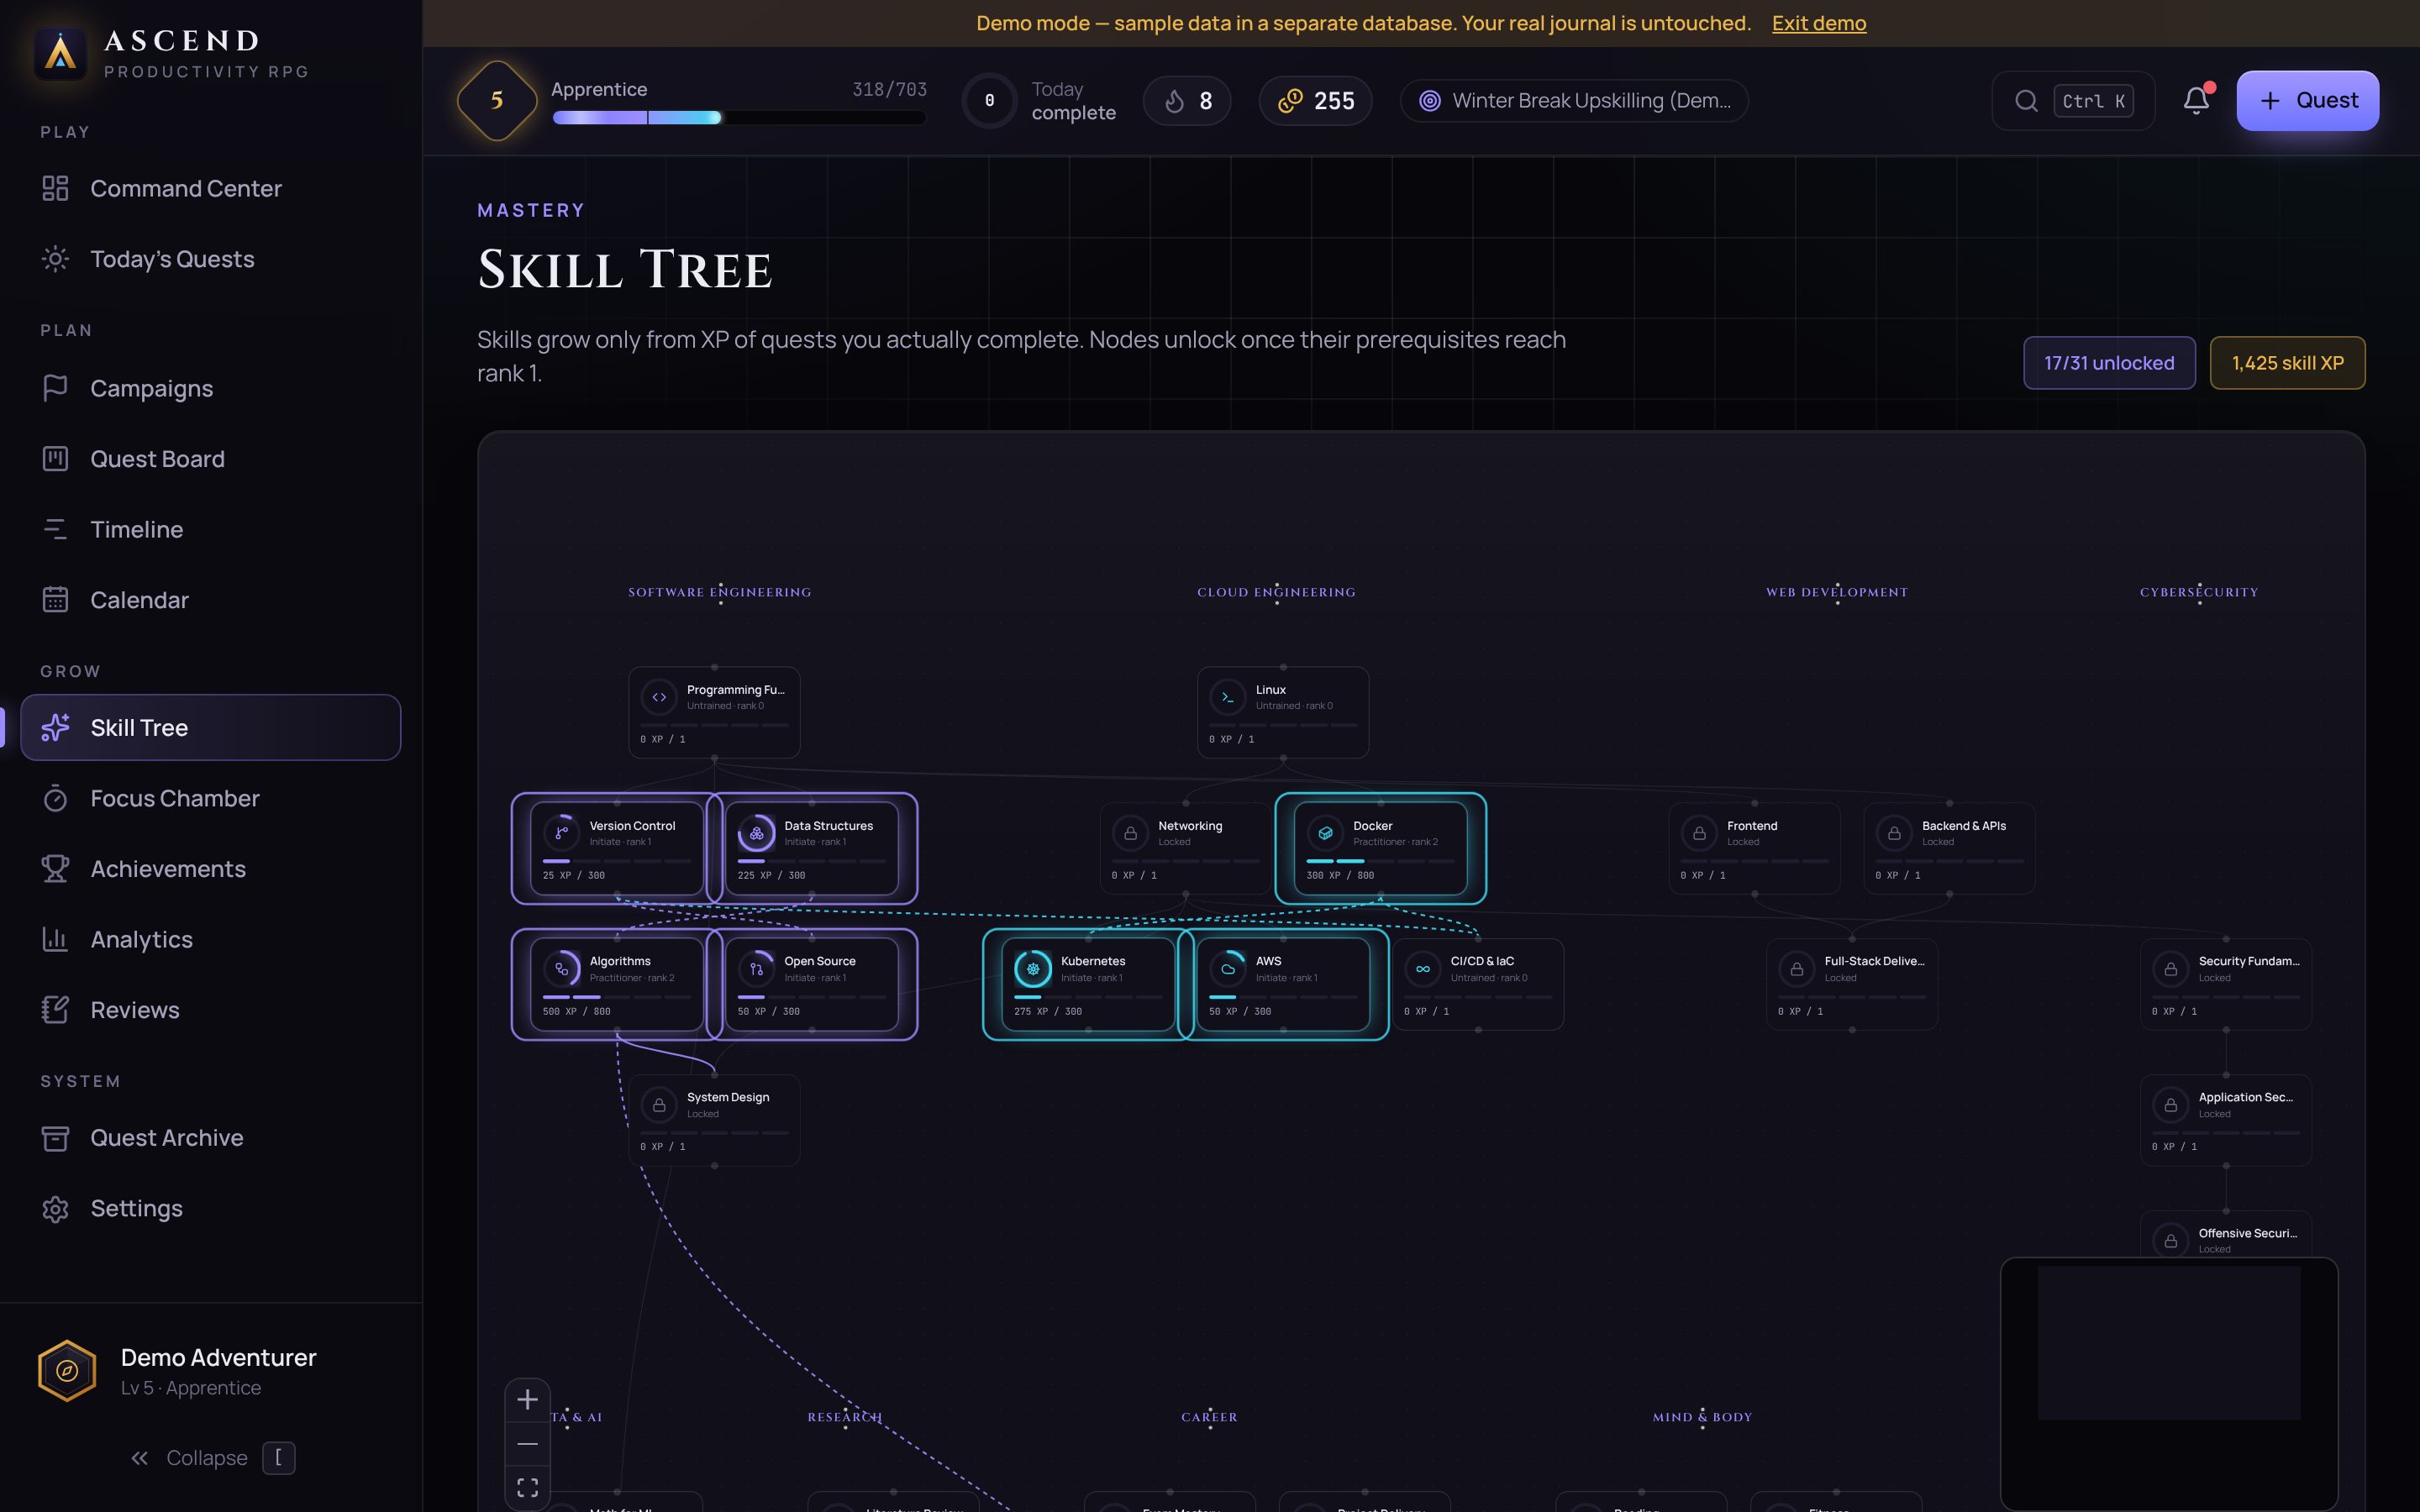 ASCEND
PRODUCTIVITY RPG
PLAY
Command Center
Today's Quests
PLAN
Campaigns
Quest Board
Timeline
Calendar
GROW
Skill Tree
Focus Chamber
Achievements
Analytics
Reviews
SYSTEM
Quest Archive
Settings
Demo Adventurer
Lv 5 · Apprentice
Collapse [
Demo mode — sample data in a separate database. Your real journal is untouched. Exit demo
5
Apprentice 318/703
0
Today
complete
8
255
Winter Break Upskilling (Dem…
Ctrl K
Quest
MASTERY
SKILL TREE
Skills grow only from XP of quests you actually complete. Nodes unlock once their prerequisites reach
rank 1.
17/31 unlocked
1,425 skill XP
SOFTWARE ENGINEERING
CLOUD ENGINEERING
WEB DEVELOPMENT
CYBERSECURITY
Programming Fu…
Untrained · rank 0
0 XP / 1
Linux
Untrained · rank 0
0 XP / 1
Version Control
Initiate · rank 1
25 XP / 300
Data Structures
Initiate · rank 1
225 XP / 300
Networking
Locked
0 XP / 1
Docker
Practitioner · rank 2
300 XP / 800
Frontend
Locked
0 XP / 1
Backend & APIs
Locked
0 XP / 1
Algorithms
Practitioner · rank 2
500 XP / 800
Open Source
Initiate · rank 1
50 XP / 300
Kubernetes
Initiate · rank 1
275 XP / 300
AWS
Initiate · rank 1
50 XP / 300
CI/CD & IaC
Untrained · rank 0
0 XP / 1
Full-Stack Delive…
Locked
0 XP / 1
Security Fundam…
Locked
0 XP / 1
System Design
Locked
0 XP / 1
Application Sec…
Locked
0 XP / 1
Offensive Securi…
Locked
TA & AI
RESEARCH
CAREER
MIND & BODY